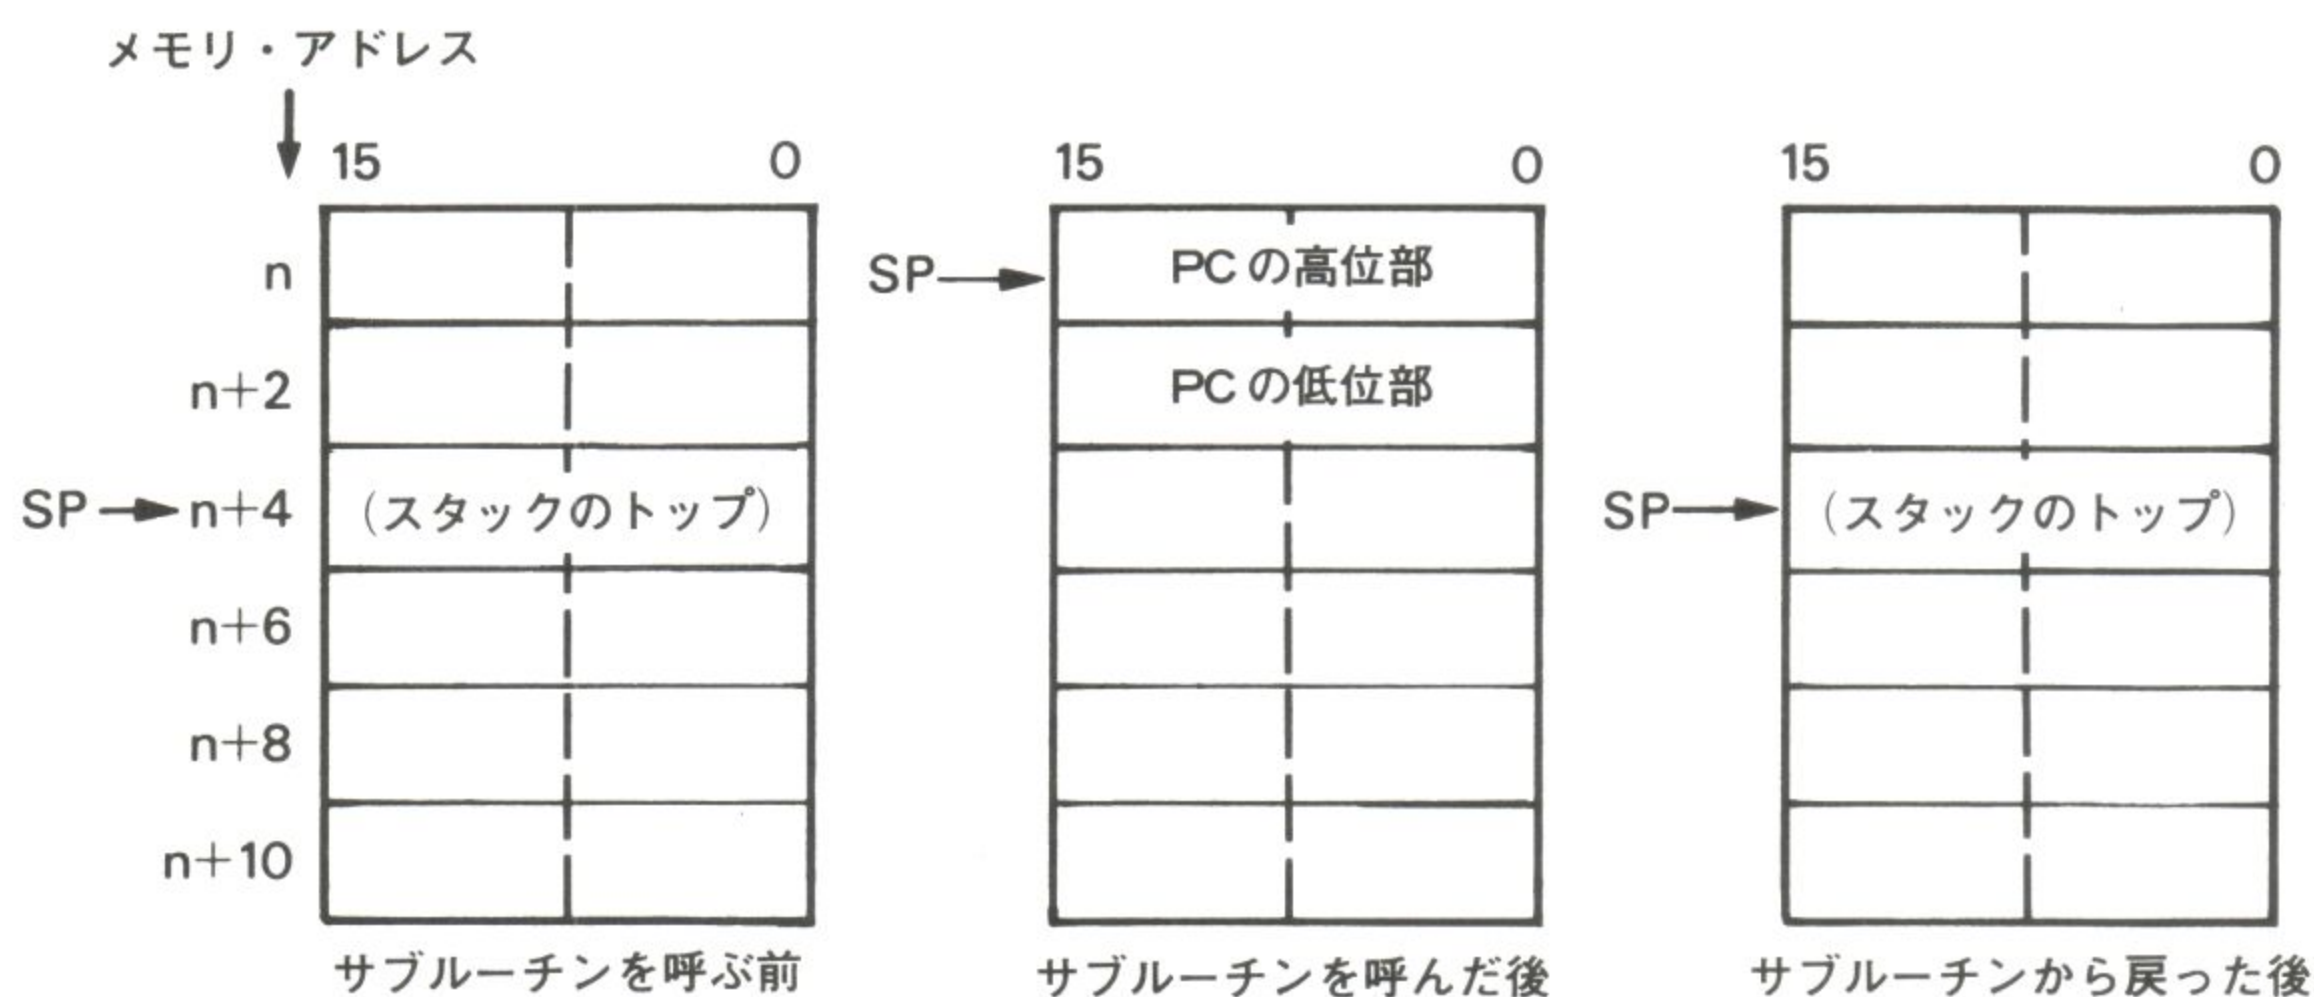 メモリ・アドレス
15 0
15 0
15 0
n
SP
PCの高位部
n+2
PCの低位部
SP
n+4
(スタックのトップ)
SP
(スタックのトップ)
n+6
n+8
n+10
サブルーチンを呼ぶ前
サブルーチンを呼んだ後
サブルーチンから戻った後